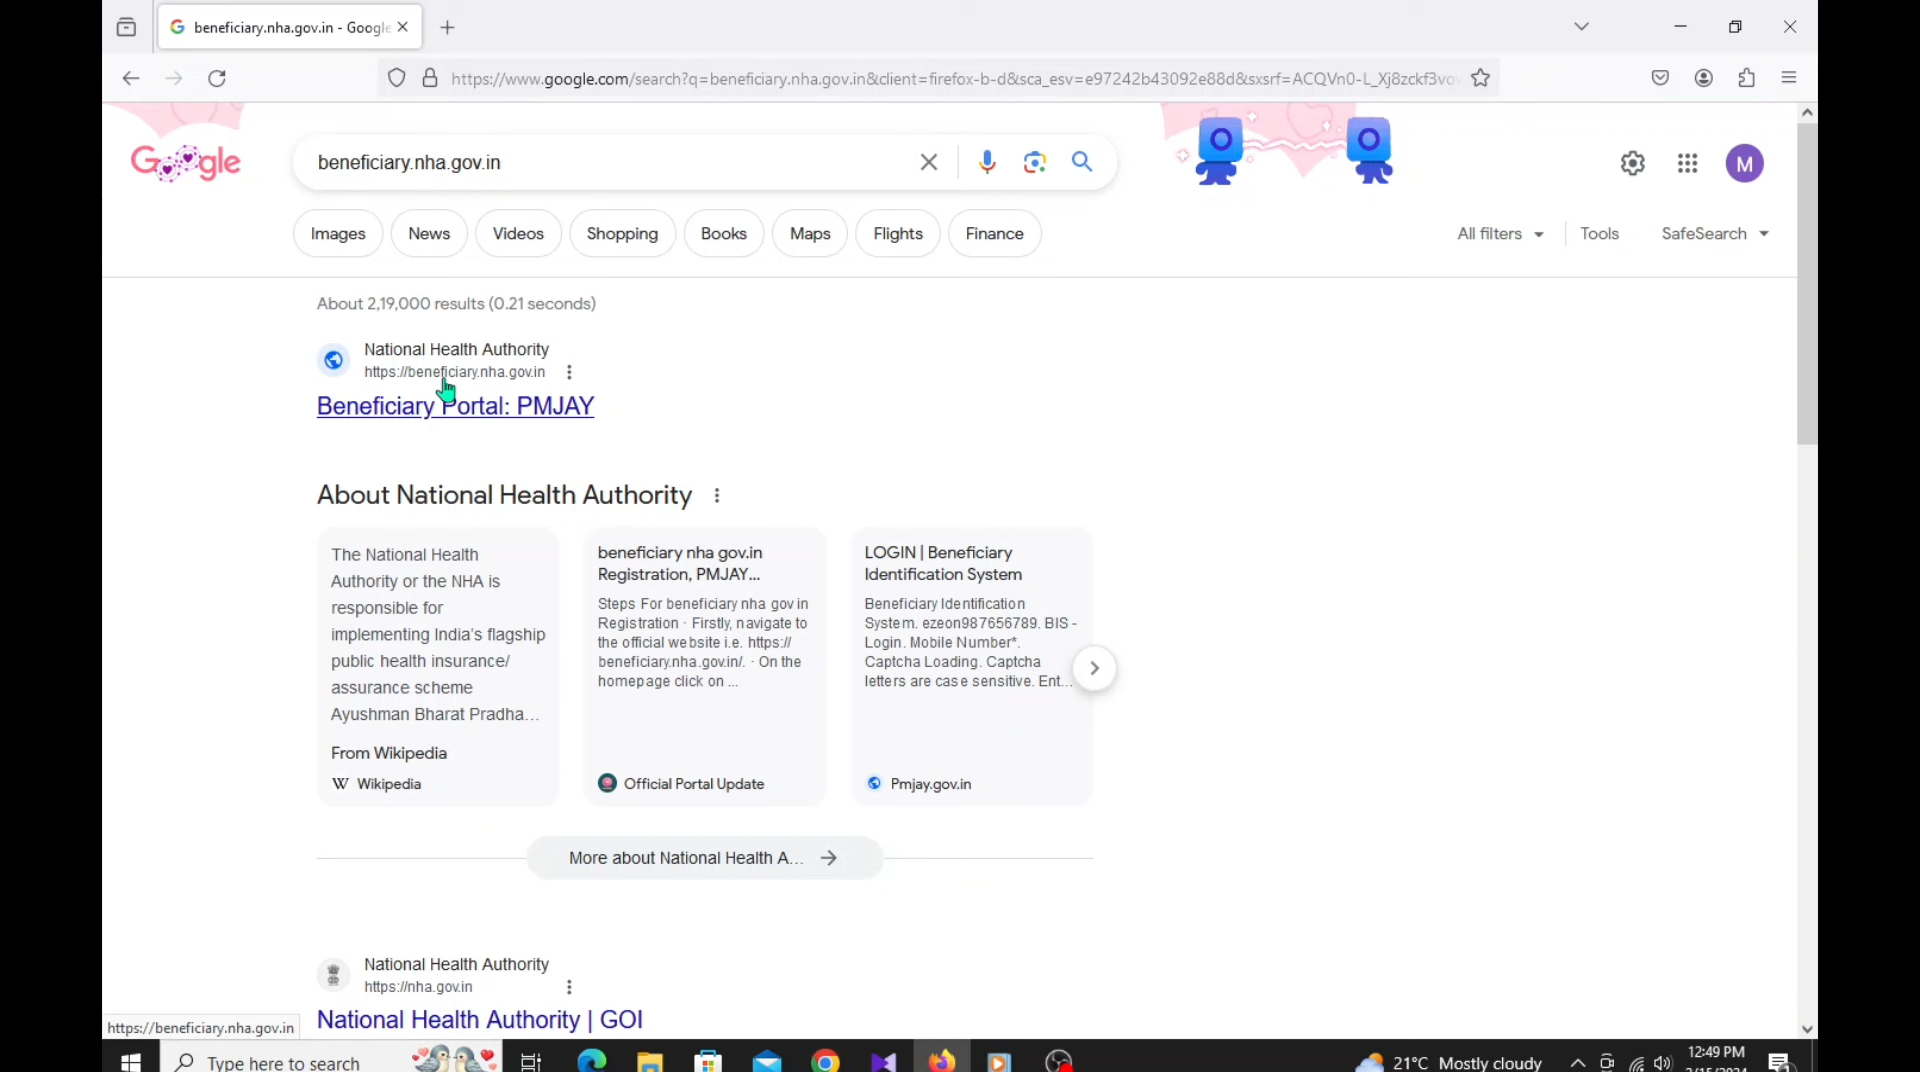 beneficiary.nha.gov.in - Google
https://www.google.com/search?q=beneficiary.nha.gov.in&client=firefox-b-d&sca_esv=e97242b43092e88d&sxsrf=ACQVn0-L_Xj8zckf3vov
Google
beneficiary.nha.gov.in
M
Images
News
Videos
Shopping
Books
Maps
Flights
Finance
All filters
Tools
SafeSearch
About 2,19,000 results (0.21 seconds)
National Health Authority
https://beneficiary.nha.gov.in
Beneficiary Portal: PMJAY
About National Health Authority
The National Health
Authority or the NHA is
responsible for
implementing India's flagship
public health insurance/
assurance scheme
Ayushman Bharat Pradha...
From Wikipedia
W Wikipedia
beneficiary nha gov.in
Registration, PMJAY...
Steps For beneficiary nha gov in
Registration · Firstly, navigate to
the official website i.e. https://
beneficiary.nha.gov.in/. · On the
homepage click on ...
Official Portal Update
LOGIN | Beneficiary
Identification System
Beneficiary Identification
System. ezeon987656789. BIS -
Login. Mobile Number*.
Captcha Loading. Captcha
letters are case sensitive. Ent...
Pmjay.gov.in
More about National Health A...
National Health Authority
https://nha.gov.in
National Health Authority | GOI
https://beneficiary.nha.gov.in
Type here to search
21°C Mostly cloudy
12:49 PM